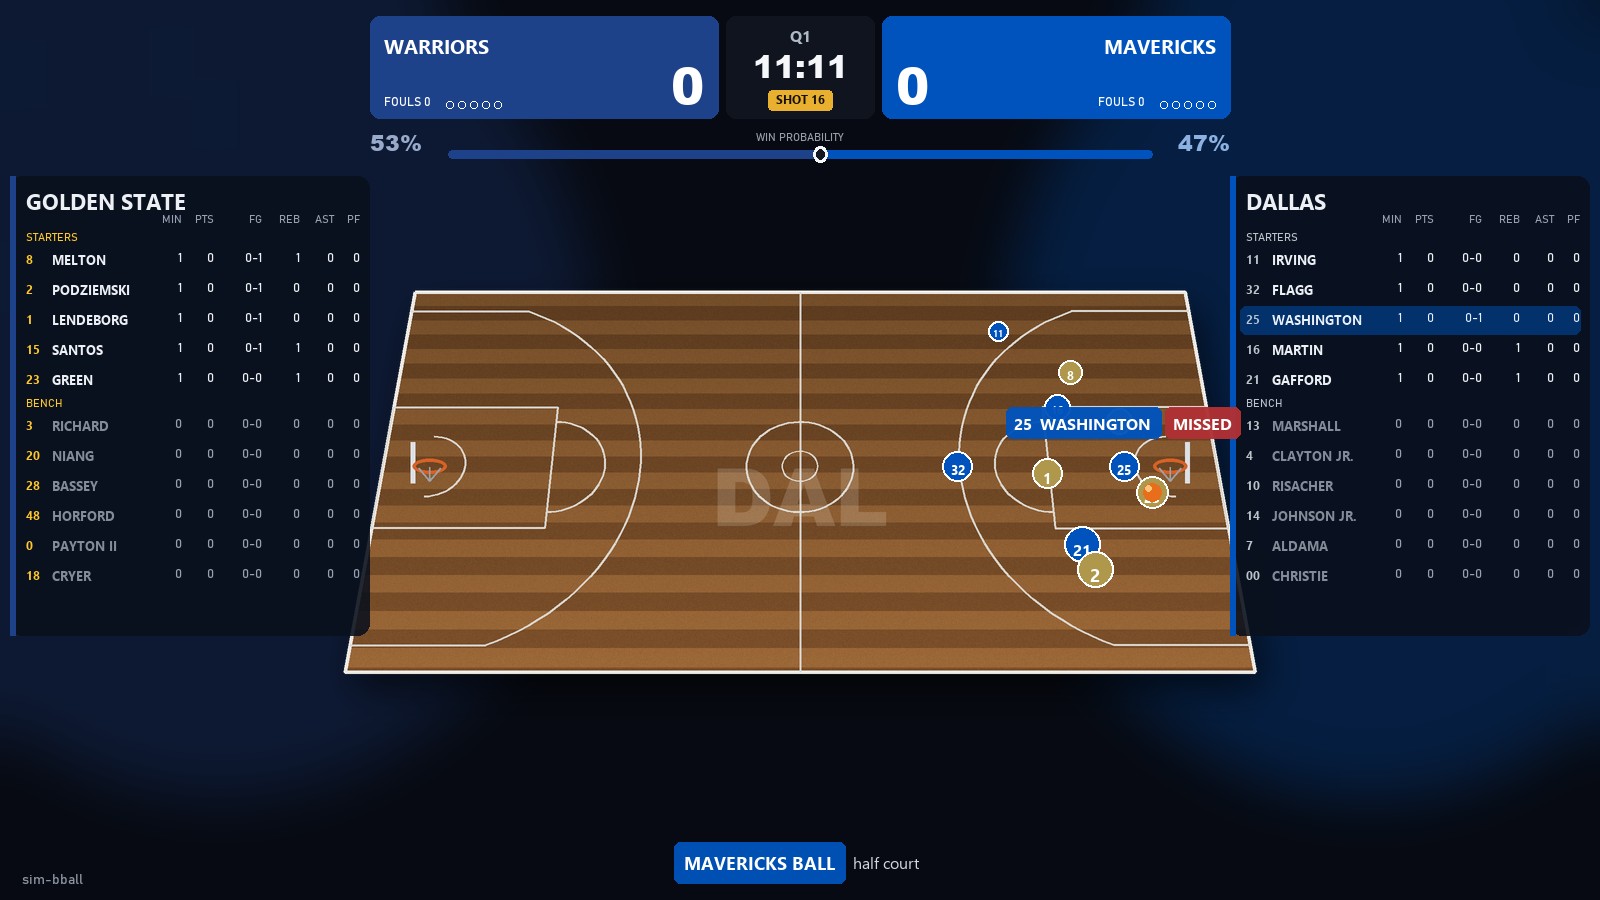 Q1
WARRIORS
MAVERICKS
11:11
0
0
SHOT 16
FOULS 0
FOULS 0
53%
WIN PROBABILITY
47%
GOLDEN STATE
MIN PTS FG REB AST PF
STARTERS
8 MELTON 1 0 0-1 1 0 0
2 PODZIEMSKI 1 0 0-1 0 0 0
1 LENDEBORG 1 0 0-1 0 0 0
15 SANTOS 1 0 0-1 1 0 0
23 GREEN 1 0 0-0 1 0 0
BENCH
3 RICHARD 0 0 0-0 0 0 0
20 NIANG 0 0 0-0 0 0 0
28 BASSEY 0 0 0-0 0 0 0
48 HORFORD 0 0 0-0 0 0 0
0 PAYTON II 0 0 0-0 0 0 0
18 CRYER 0 0 0-0 0 0 0
DALLAS
MIN PTS FG REB AST PF
STARTERS
11 IRVING 1 0 0-0 0 0 0
32 FLAGG 1 0 0-0 0 0 0
25 WASHINGTON 1 0 0-1 0 0 0
16 MARTIN 1 0 0-0 1 0 0
21 GAFFORD 1 0 0-0 1 0 0
BENCH
13 MARSHALL 0 0 0-0 0 0 0
4 CLAYTON JR. 0 0 0-0 0 0 0
10 RISACHER 0 0 0-0 0 0 0
14 JOHNSON JR. 0 0 0-0 0 0 0
7 ALDAMA 0 0 0-0 0 0 0
00 CHRISTIE 0 0 0-0 0 0 0
11
8
25 WASHINGTON MISSED
32
1
25
DAL
21
2
MAVERICKS BALL half court
sim-bball